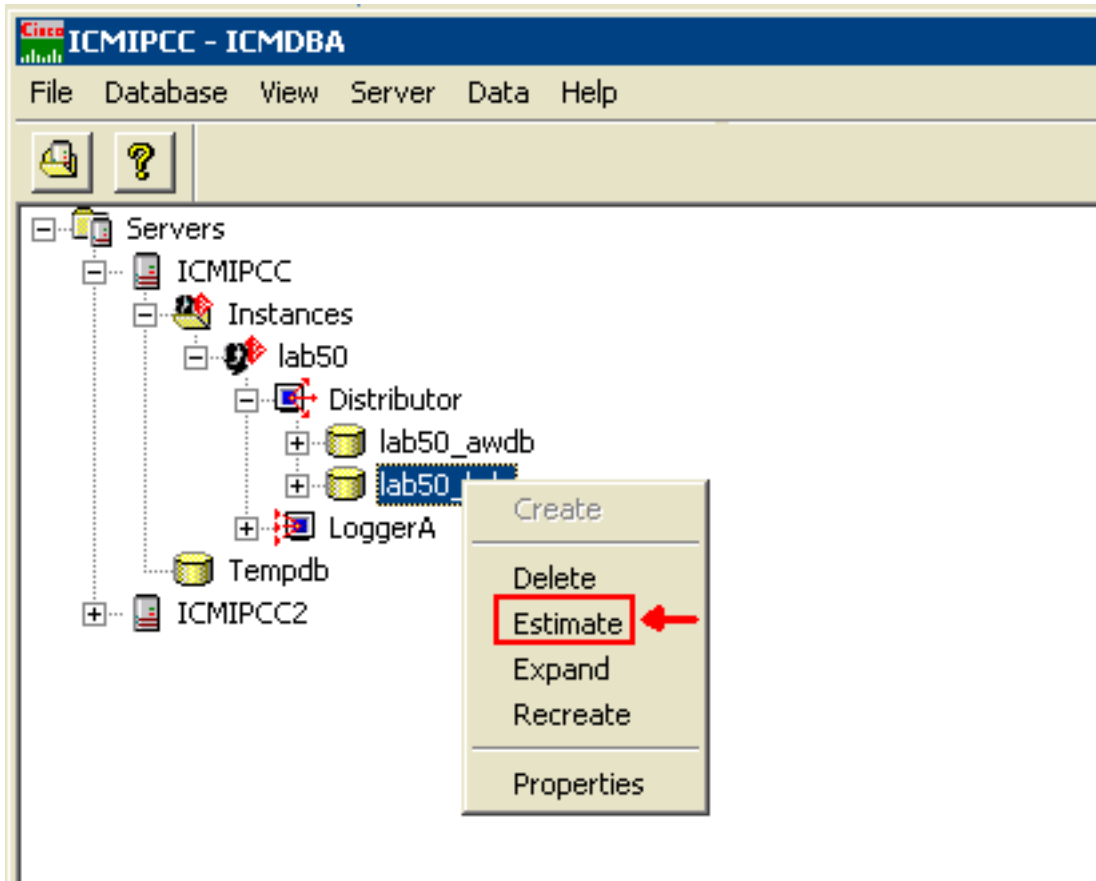 Cisco ICMIPCC - ICMDBA
File Database View Server Data Help
Servers
ICMIPCC
Instances
lab50
Distributor
lab50_awdb
lab50
Create
LoggerA
Delete
Tempdb
Estimate
ICMIPCC2
Expand
Recreate
Properties